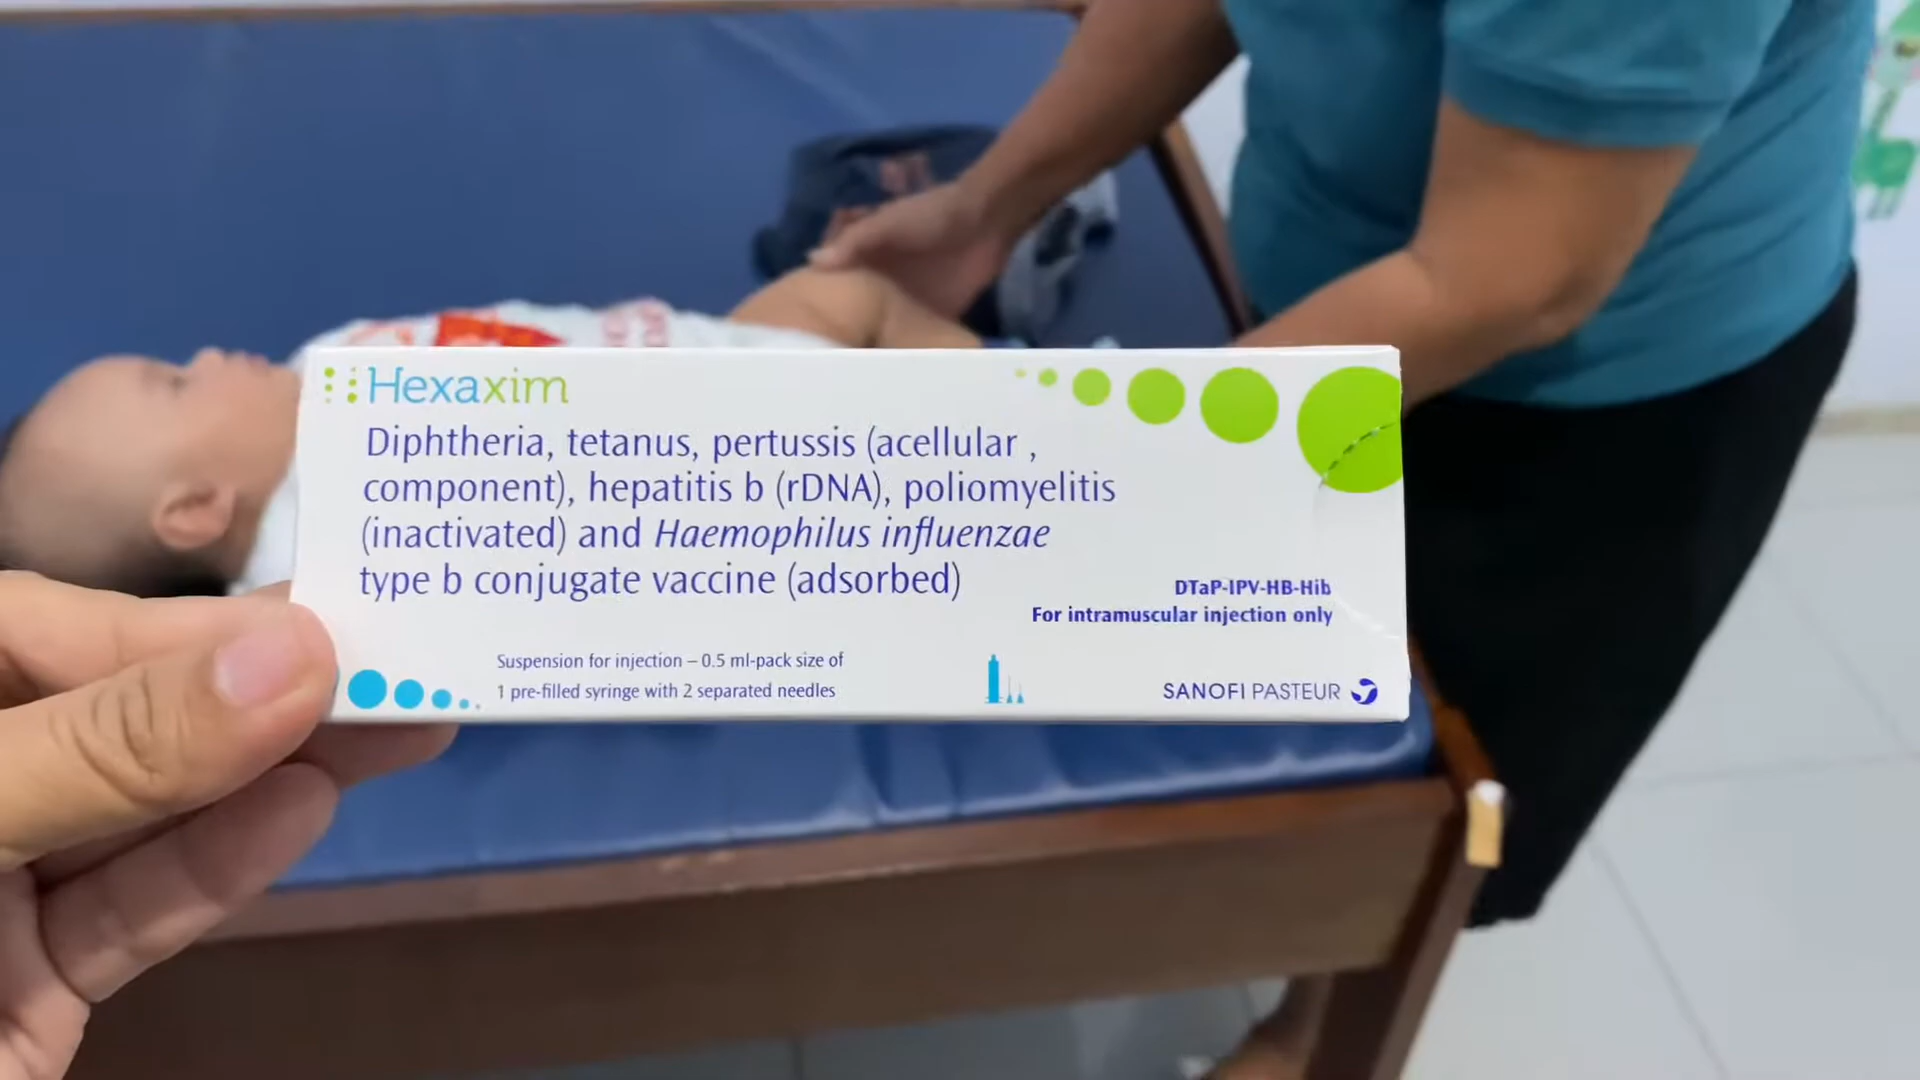 Hexaxim
Diphtheria, tetanus, pertussis (acellular ,
component), hepatitis b (rDNA), poliomyelitis
(inactivated) and Haemophilus influenzae
type b conjugate vaccine (adsorbed)
DTaP-IPV-HB-Hib
For intramuscular injection only
Suspension for injection – 0.5 ml-pack size of
1 pre-filled syringe with 2 separated needles
SANOFI PASTEUR